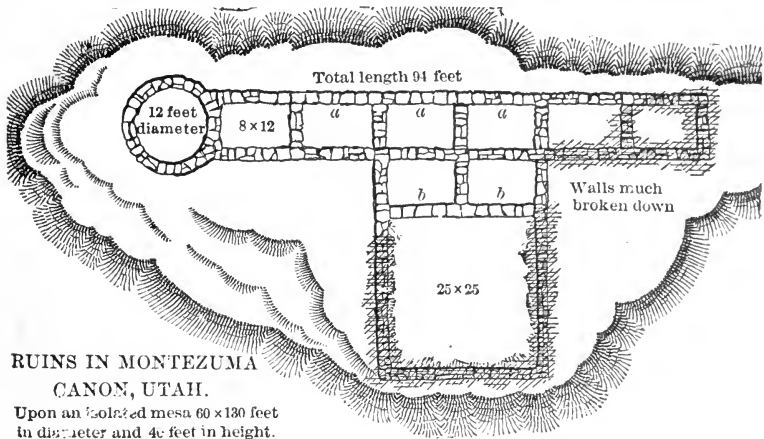 Total length 94 feet
12 feet
diameter
8 × 12
a a a
b b
Walls much
broken down
25 × 25
RUINS IN MONTEZUMA
CANON, UTAH.
Upon an isolated mesa 60 × 130 feet
in diameter and feet in height.